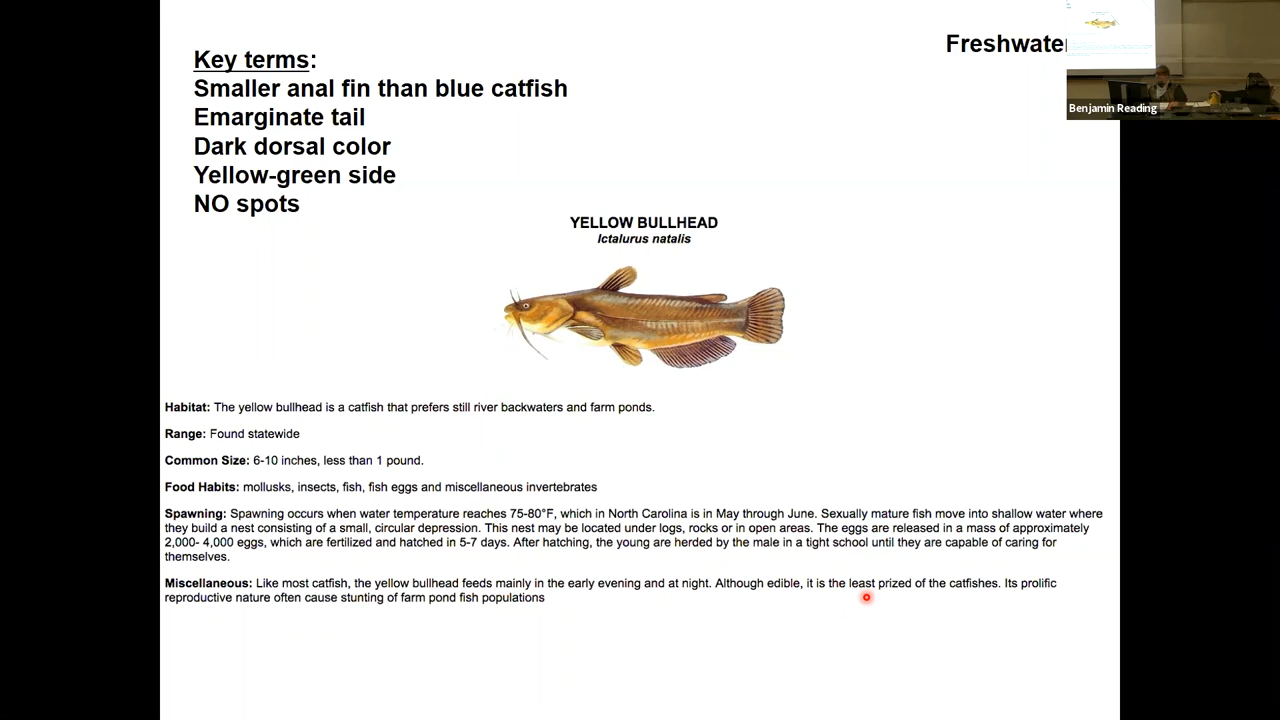 Key terms:
Smaller anal fin than blue catfish
Emarginate tail
Dark dorsal color
Yellow-green side
NO spots
Freshwater
Benjamin Reading
YELLOW BULLHEAD
Ictalurus natalis
Habitat: The yellow bullhead is a catfish that prefers still river backwaters and farm ponds.
Range: Found statewide
Common Size: 6-10 inches, less than 1 pound.
Food Habits: mollusks, insects, fish, fish eggs and miscellaneous invertebrates
Spawning: Spawning occurs when water temperature reaches 75-80°F, which in North Carolina is in May through June. Sexually mature fish move into shallow water where
they build a nest consisting of a small, circular depression. This nest may be located under logs, rocks or in open areas. The eggs are released in a mass of approximately
2,000- 4,000 eggs, which are fertilized and hatched in 5-7 days. After hatching, the young are herded by the male in a tight school until they are capable of caring for
themselves.
Miscellaneous: Like most catfish, the yellow bullhead feeds mainly in the early evening and at night. Although edible, it is the least prized of the catfishes. Its prolific
reproductive nature often cause stunting of farm pond fish populations